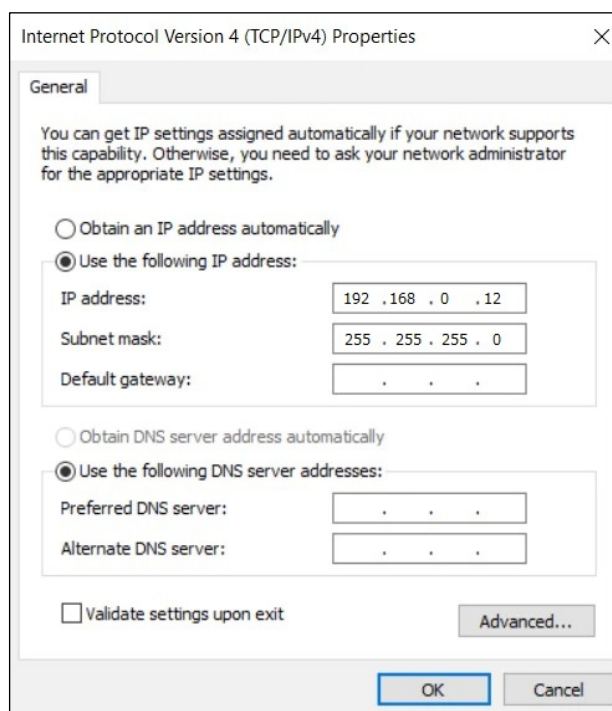 Internet Protocol Version 4 (TCP/IPv4) Properties
General
You can get IP settings assigned automatically if your network supports
this capability. Otherwise, you need to ask your network administrator
for the appropriate IP settings.
Obtain an IP address automatically
Use the following IP address:
IP address: 192 .168 . 0 .12
Subnet mask: 255 . 255 . 255 . 0
Default gateway: . . .
Obtain DNS server address automatically
Use the following DNS server addresses:
Preferred DNS server: . . .
Alternate DNS server: . . .
Validate settings upon exit
Advanced...
OK Cancel